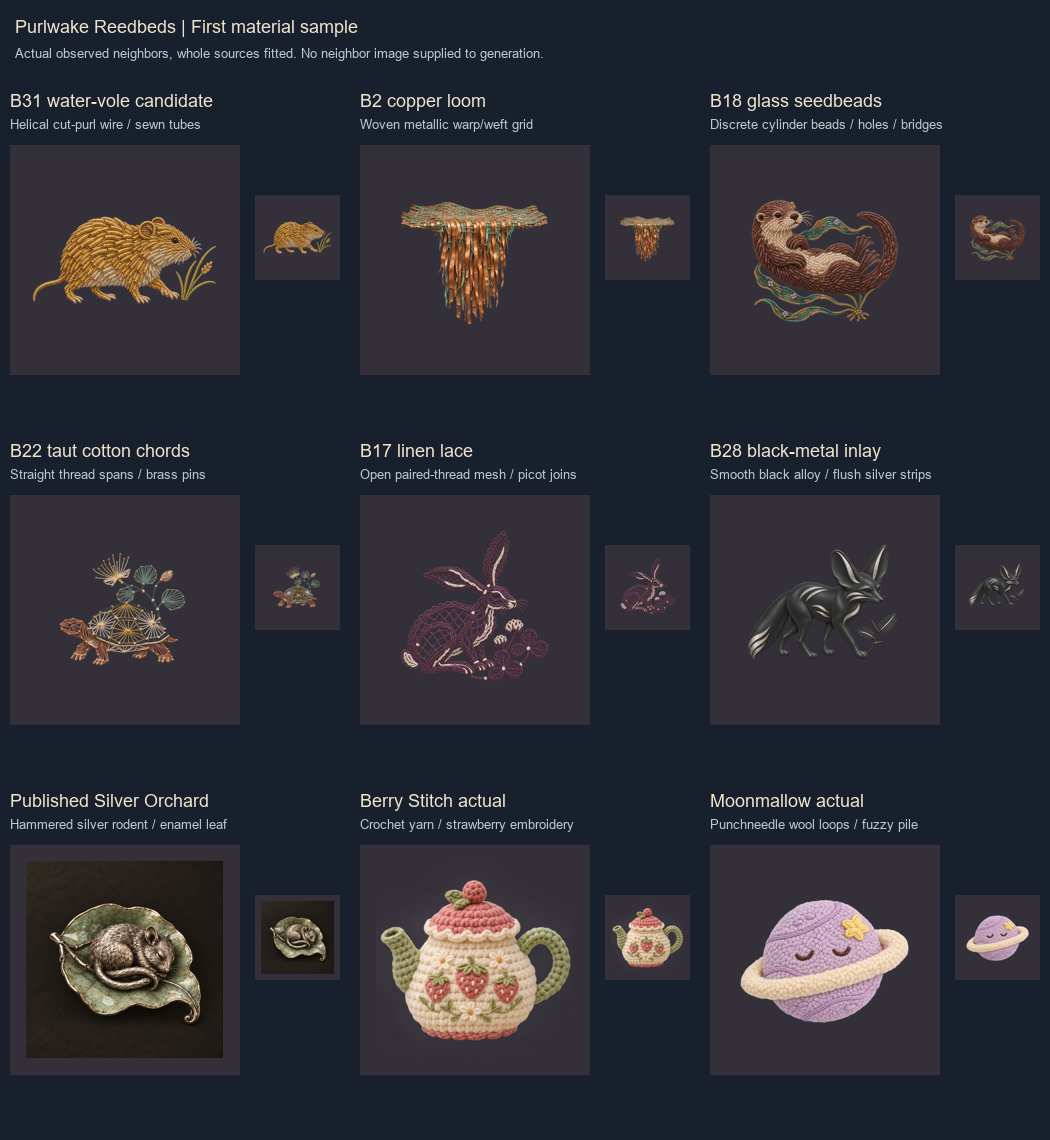 Purlwake Reedbeds | First material sample
Actual observed neighbors, whole sources fitted. No neighbor image supplied to generation.
B31 water-vole candidate
Helical cut-purl wire / sewn tubes
B2 copper loom
Woven metallic warp/weft grid
B18 glass seedbeads
Discrete cylinder beads / holes / bridges
B22 taut cotton chords
Straight thread spans / brass pins
B17 linen lace
Open paired-thread mesh / picot joins
B28 black-metal inlay
Smooth black alloy / flush silver strips
Published Silver Orchard
Hammered silver rodent / enamel leaf
Berry Stitch actual
Crochet yarn / strawberry embroidery
Moonmallow actual
Punchneedle wool loops / fuzzy pile